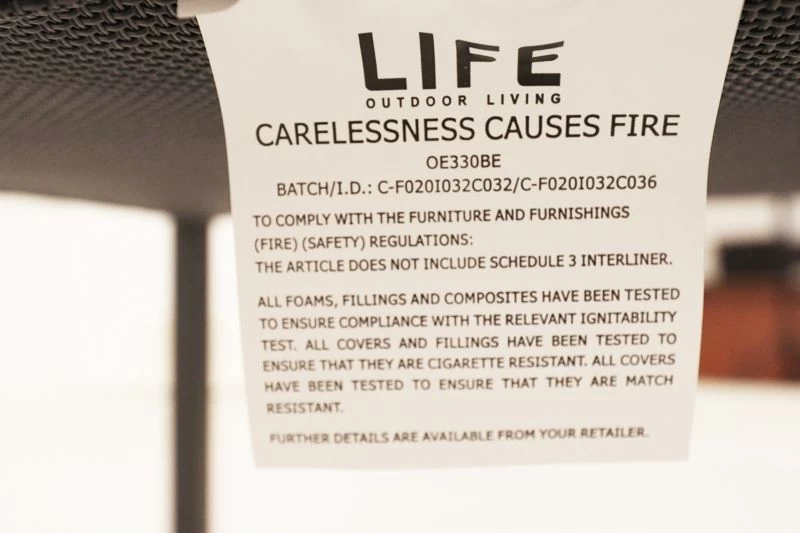 LIFE
OUTDOOR LIVING
CARELESSNESS CAUSES FIRE
OE330BE
BATCH/I.D.: C-F020I032C032/C-F020I032C036
TO COMPLY WITH THE FURNITURE AND FURNISHINGS
(FIRE) (SAFETY) REGULATIONS:
THE ARTICLE DOES NOT INCLUDE SCHEDULE 3 INTERLINER.
ALL FOAMS, FILLINGS AND COMPOSITES HAVE BEEN TESTED
TO ENSURE COMPLIANCE WITH THE RELEVANT IGNITABILITY
TEST. ALL COVERS AND FILLINGS HAVE BEEN TESTED TO
ENSURE THAT THEY ARE CIGARETTE RESISTANT. ALL COVERS
HAVE BEEN TESTED TO ENSURE THAT THEY ARE MATCH
RESISTANT.
FURTHER DETAILS ARE AVAILABLE FROM YOUR RETAILER.